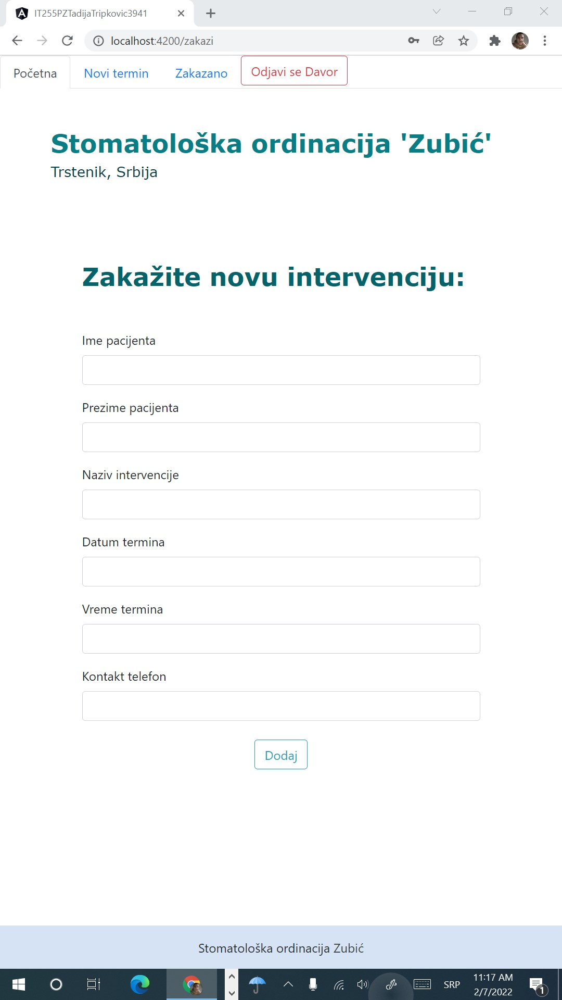 IT255PZTadijaTripkovic3941
localhost:4200/zakazi
Početna
Novi termin
Zakazano
Odjavi se Davor
Stomatološka ordinacija 'Zubić'
Trstenik, Srbija
Zakažite novu intervenciju:
Ime pacijenta
Prezime pacijenta
Naziv intervencije
Datum termina
Vreme termina
Kontakt telefon
Dodaj
Stomatološka ordinacija Zubić
SRP
11:17 AM
2/7/2022
1